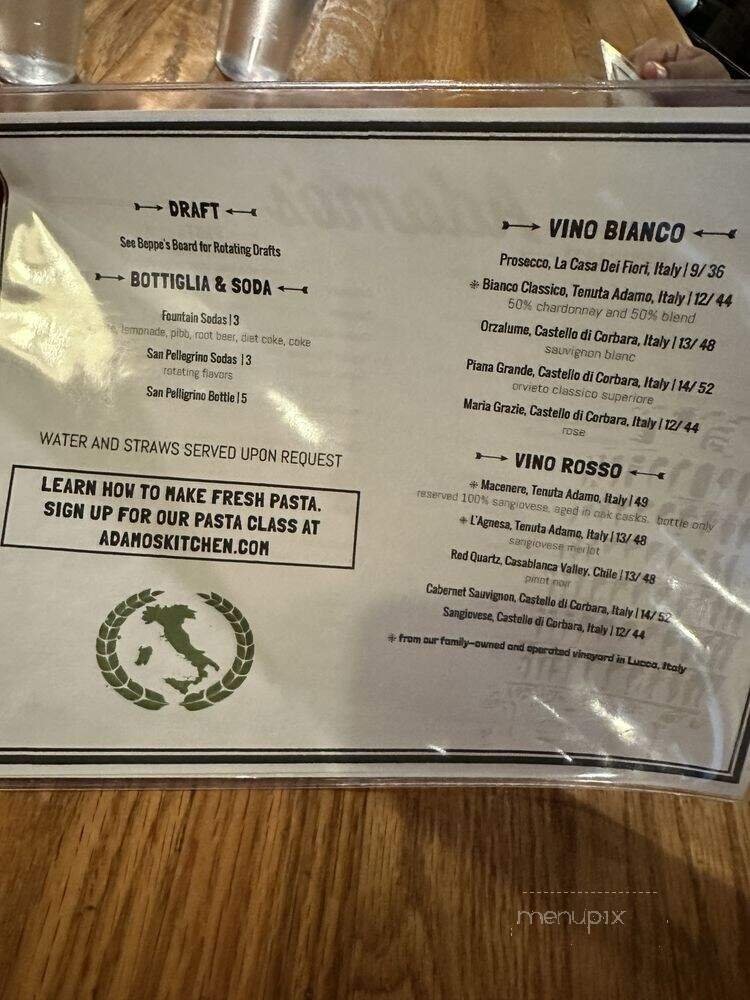 DRAFT
See Beppe's Board for Rotating Drafts
BOTTIGLIA & SODA
Fountain Sodas | 3
lemonade, pibb, root beer, diet coke, coke
San Pellegrino Sodas | 3
rotating flavors
San Pelligrino Bottle | 5
WATER AND STRAWS SERVED UPON REQUEST
LEARN HOW TO MAKE FRESH PASTA.
SIGN UP FOR OUR PASTA CLASS AT
ADAMOSKITCHEN.COM
VINO BIANCO
Prosecco, La Casa Dei Fiori, Italy | 9/ 36
❋ Bianco Classico, Tenuta Adamo, Italy | 12/ 44
50% chardonnay and 50% blend
Orzalume, Castello di Corbara, Italy | 13/ 48
sauvignon blanc
Piana Grande, Castello di Corbara, Italy | 14/ 52
orvieto classico superiore
Maria Grazie, Castello di Corbara, Italy | 12/ 44
rose
VINO ROSSO
❋ Macenere, Tenuta Adamo, Italy | 49
reserved 100% sangiovese, aged in oak casks. bottle only
❋ L'Agnesa, Tenuta Adamo, Italy | 13/ 48
sangiovese merlot
Red Quartz, Casablanca Valley, Chile | 13/ 48
pinot noir
Cabernet Sauvignon, Castello di Corbara, Italy | 14/ 52
Sangiovese, Castello di Corbara, Italy | 12/ 44
❋ from our family-owned and operated vineyard in Lucca, Italy
menupix